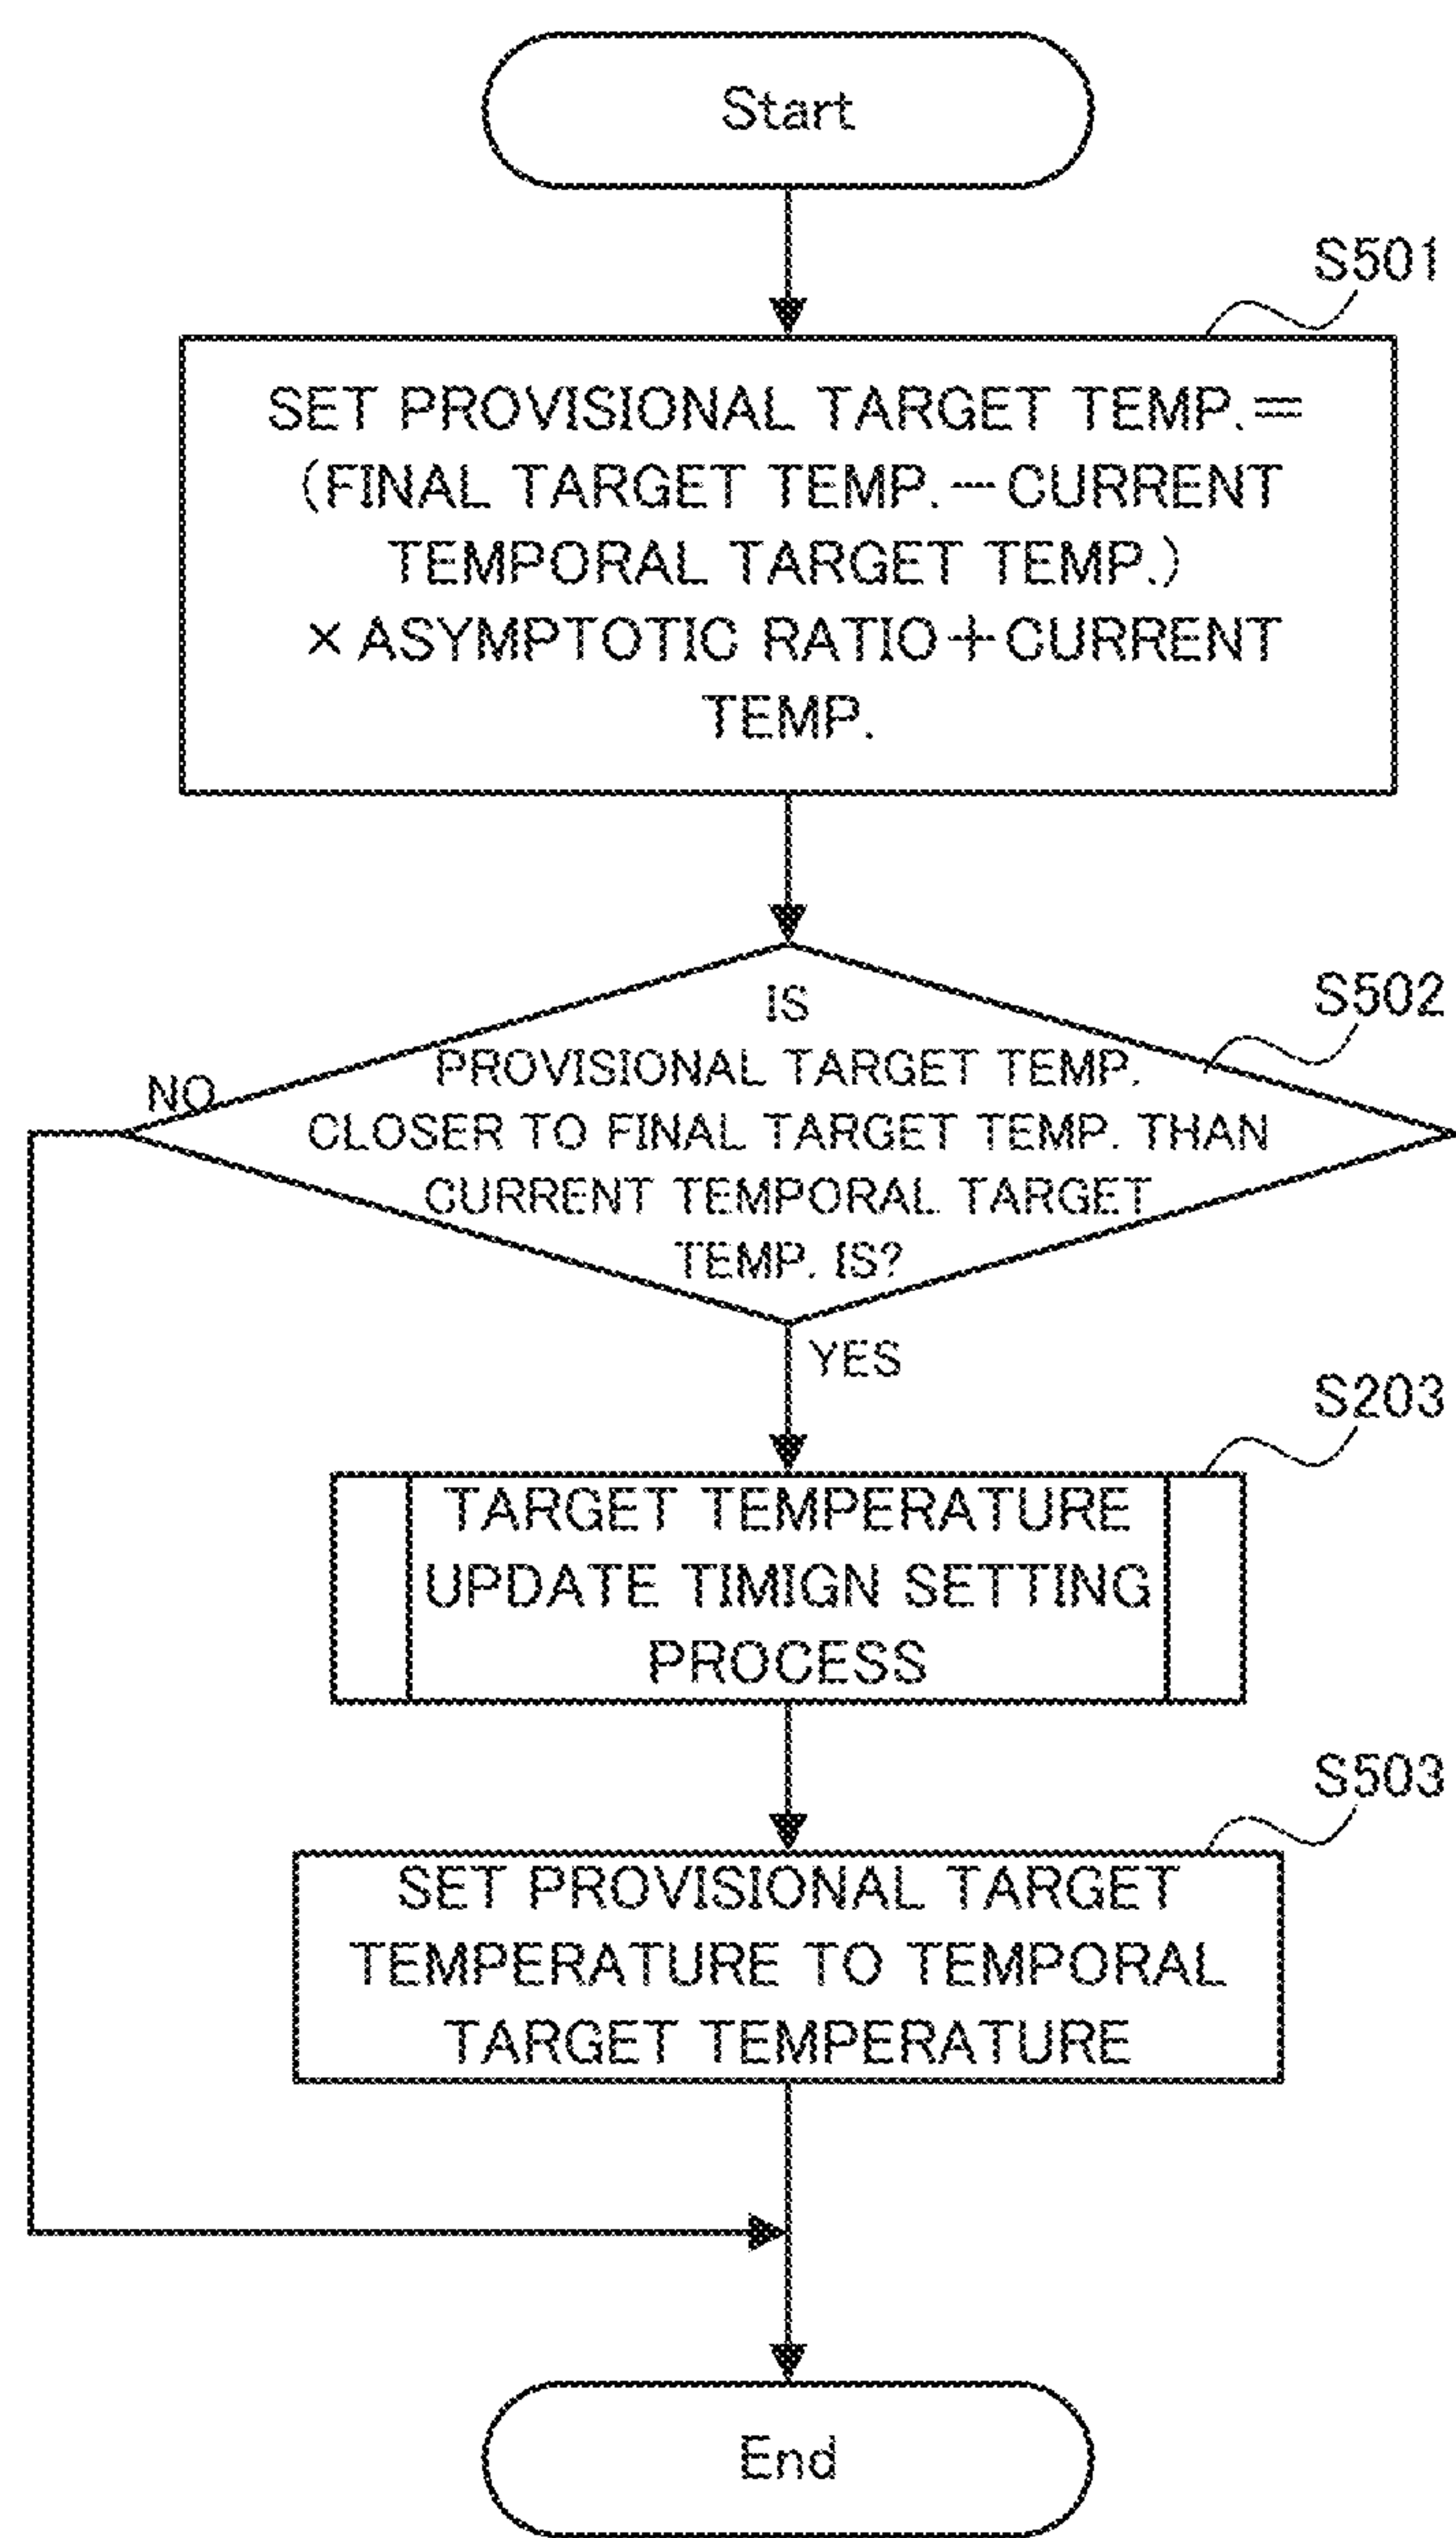 Start
S501
SET PROVISIONAL TARGET TEMP.=
(FINAL TARGET TEMP.-CURRENT
TEMPORAL TARGET TEMP.)
×ASYMPTOTIC RATIO+CURRENT
TEMP.
S502
IS
PROVISIONAL TARGET TEMP.
CLOSER TO FINAL TARGET TEMP. THAN
CURRENT TEMPORAL TARGET
TEMP. IS?
NO
YES
S203
TARGET TEMPERATURE
UPDATE TIMIGN SETTING
PROCESS
S503
SET PROVISIONAL TARGET
TEMPERATURE TO TEMPORAL
TARGET TEMPERATURE
End